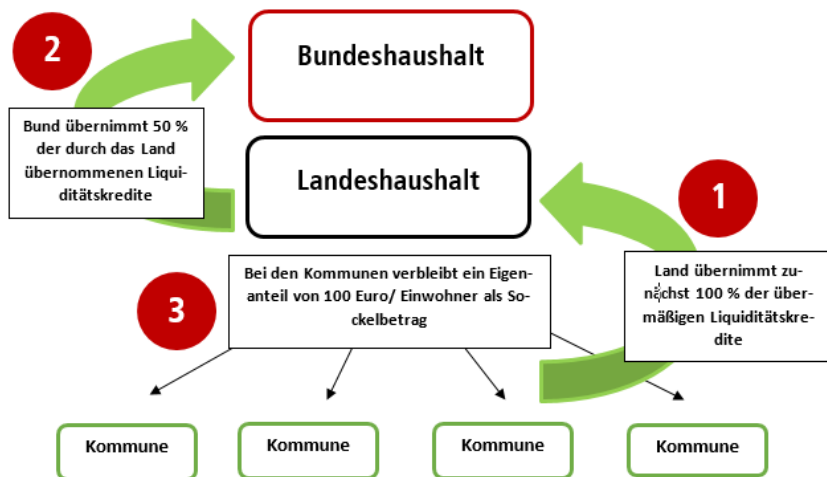 2
Bundeshaushalt
Bund übernimmt 50 %
der durch das Land
übernommenen Liqui-
ditätskredite
Landeshaushalt
1
Land übernimmt zu-
nächst 100 % der über-
mäßigen Liquiditätskre-
dite
3
Bei den Kommunen verbleibt ein Eigen-
anteil von 100 Euro/ Einwohner als So-
ckelbetrag
Kommune
Kommune
Kommune
Kommune